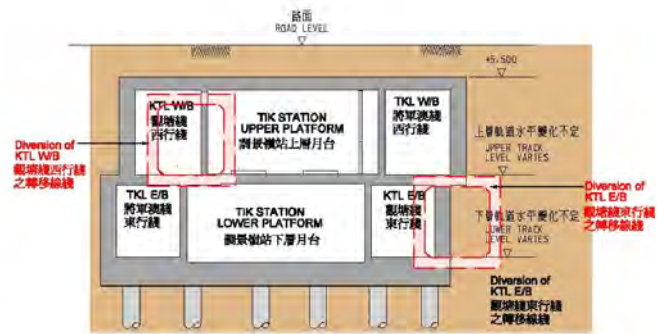 路面
ROAD LEVEL
+5.500
KTL W/B
觀塘綫
西行綫
TIK STATION
UPPER PLATFORM
調景嶺站上層月台
TKL W/B
將軍澳綫
西行綫
Diversion of
KTL W/B
觀塘綫西行綫
之轉移線綫
上層軌道水平變化不定
UPPER TRACK
LEVEL VARIES
TKL E/B
將軍澳綫
東行綫
TIK STATION
LOWER PLATFORM
調景嶺站下層月台
KTL E/B
觀塘綫
東行綫
Diversion of
KTL E/B
觀塘綫東行綫
之轉移線綫
下層軌道水平變化不定
LOWER TRACK
LEVEL VARIES
Diversion of
KTL E/B
觀塘綫東行綫
之轉移線綫